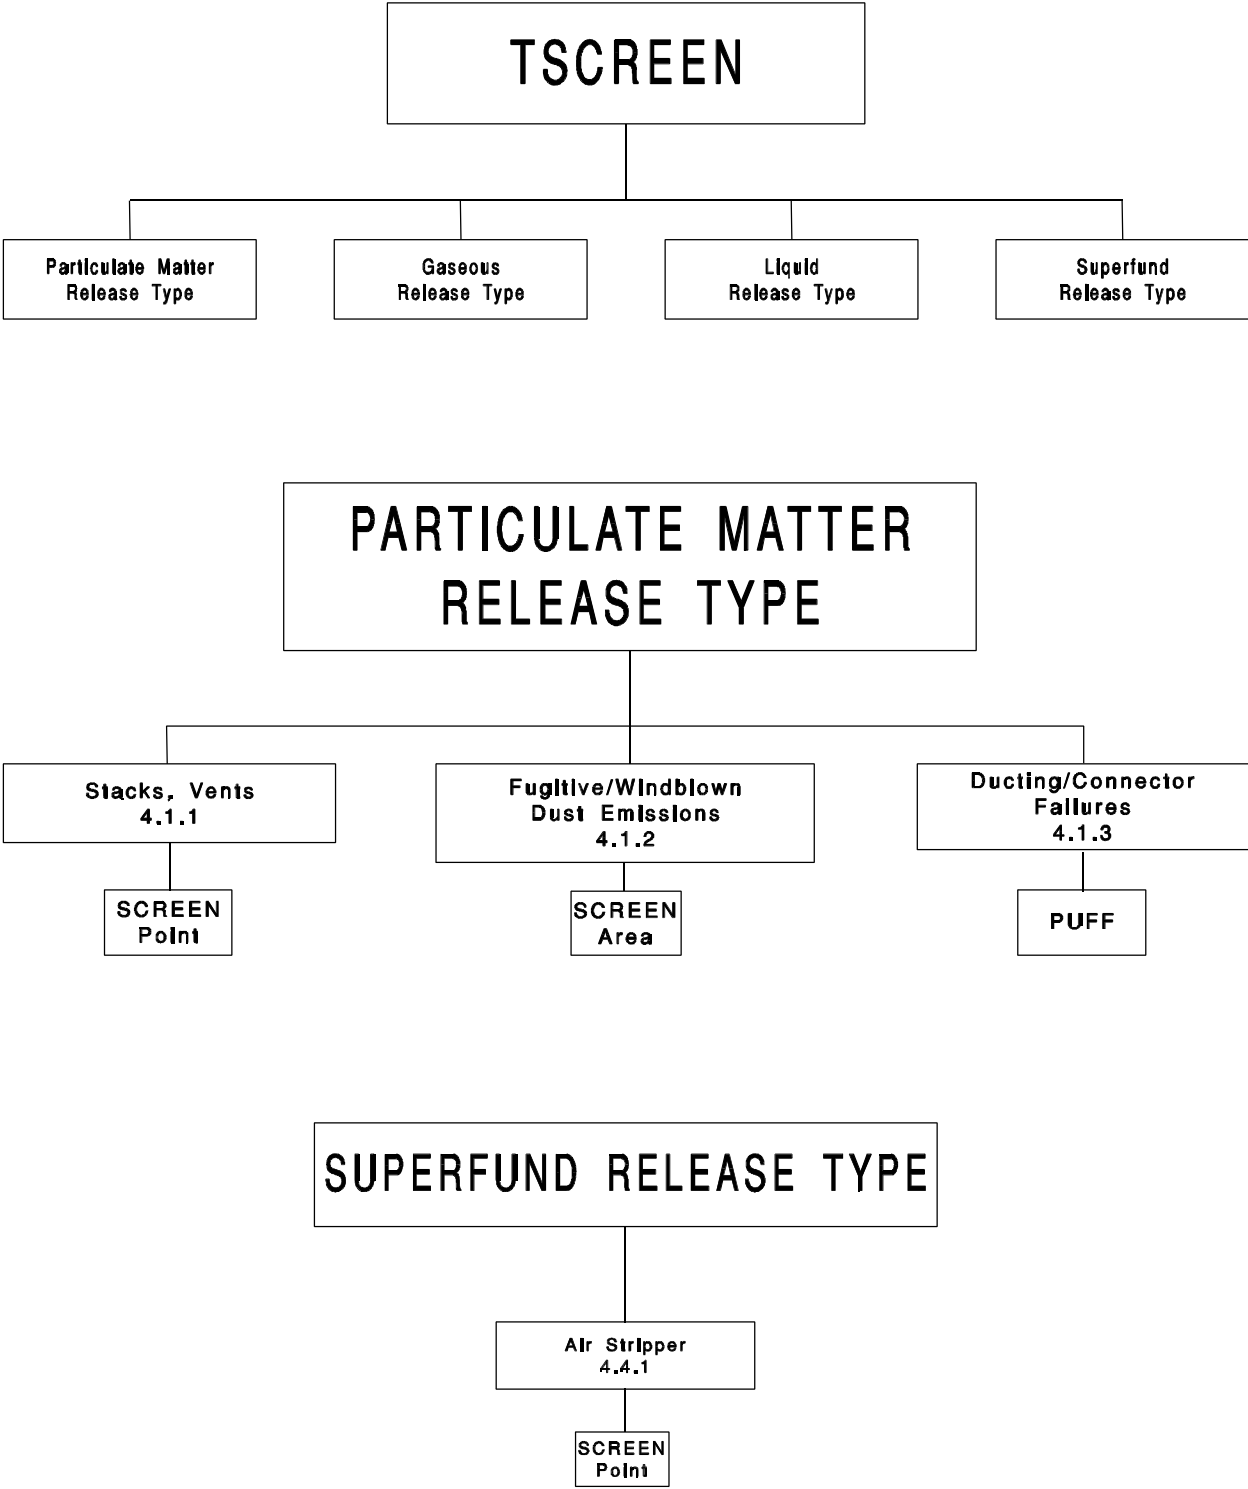 TSCREEN
Particulate Matter
Release Type
Gaseous
Release Type
Liquid
Release Type
Superfund
Release Type
PARTICULATE MATTER
RELEASE TYPE
Stacks, Vents
4.1.1
Fugitive/Windblown
Dust Emissions
4.1.2
Ducting/Connector
Failures
4.1.3
SCREEN
Point
SCREEN
Area
PUFF
SUPERFUND RELEASE TYPE
Air Stripper
4.4.1
SCREEN
Point